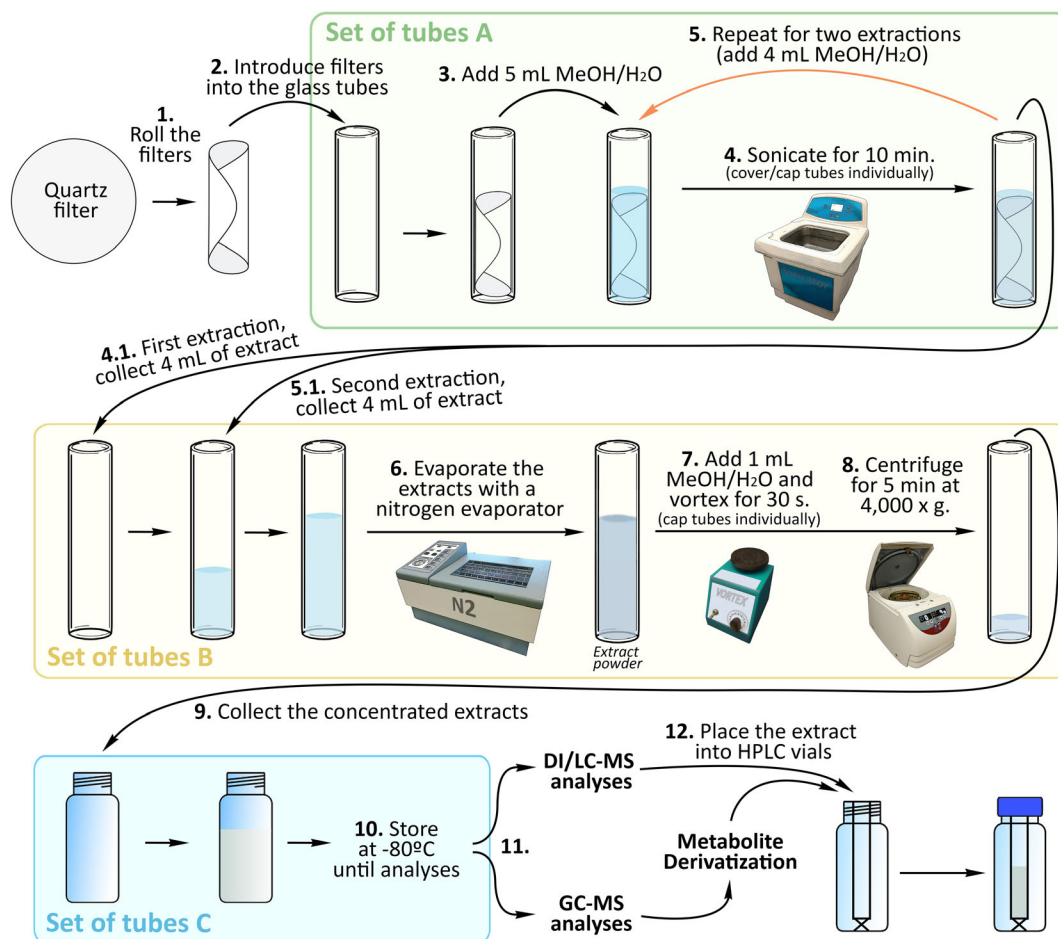 Set of tubes A
1.
Roll the
filters
2. Introduce filters
into the glass tubes
3. Add 5 mL MeOH/H₂O
5. Repeat for two extractions
(add 4 mL MeOH/H₂O)
Quartz
filter
4. Sonicate for 10 min.
(cover/cap tubes individually)
4.1. First extraction,
collect 4 mL of extract
5.1. Second extraction,
collect 4 mL of extract
6. Evaporate the
extracts with a
nitrogen evaporator
N2
7. Add 1 mL
MeOH/H₂O and
vortex for 30 s.
(cap tubes individually)
VORTEX
8. Centrifuge
for 5 min at
4,000 x g.
Extract
powder
Set of tubes B
9. Collect the concentrated extracts
10. Store
at -80ºC
until analyses
11.
DI/LC-MS
analyses
GC-MS
analyses
12. Place the extract
into HPLC vials
Metabolite
Derivatization
Set of tubes C